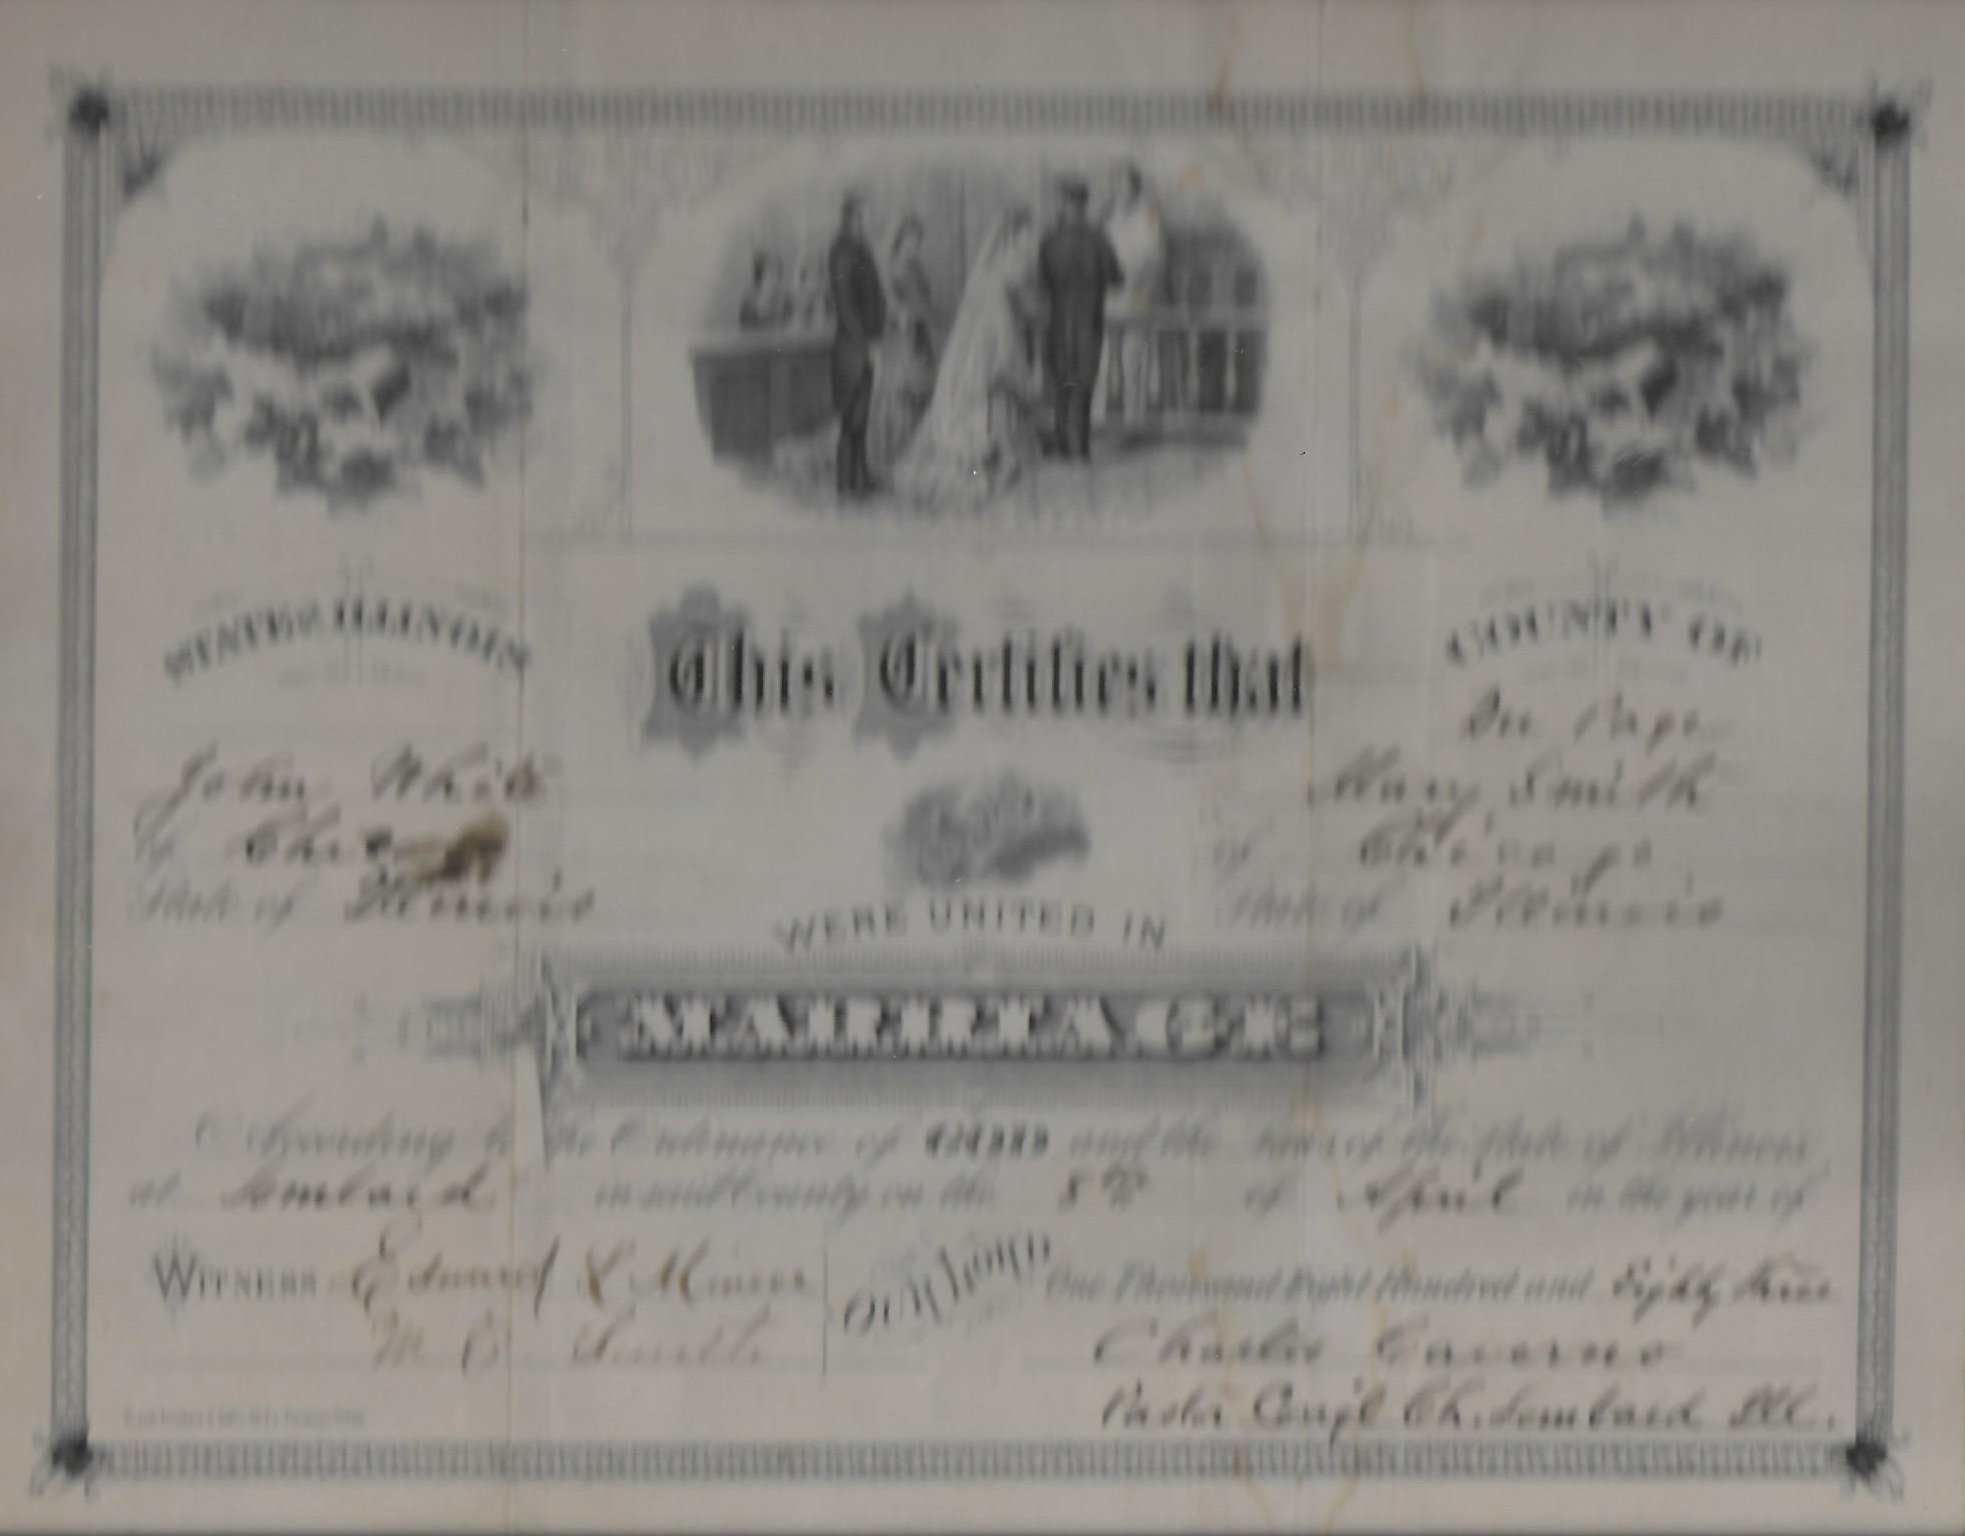 STATE OF ILLINOIS
COUNTY OF
This Certifies that
Du Page
John White
Mary Smith
of Chicago
of Chicago
State of Illinois
State of Illinois
WERE UNITED IN
MARRIAGE
According to the Ordinance of GOD and the Laws of the State of Illinois
at Lombard in said County on the 8th of April in the year of
WITNESS Edward L Miner
OUR LORD One Thousand Eight Hundred and Eighty three
M E Smith
Charles Caverno
Pastor Cong'l Ch. Lombard Ill.